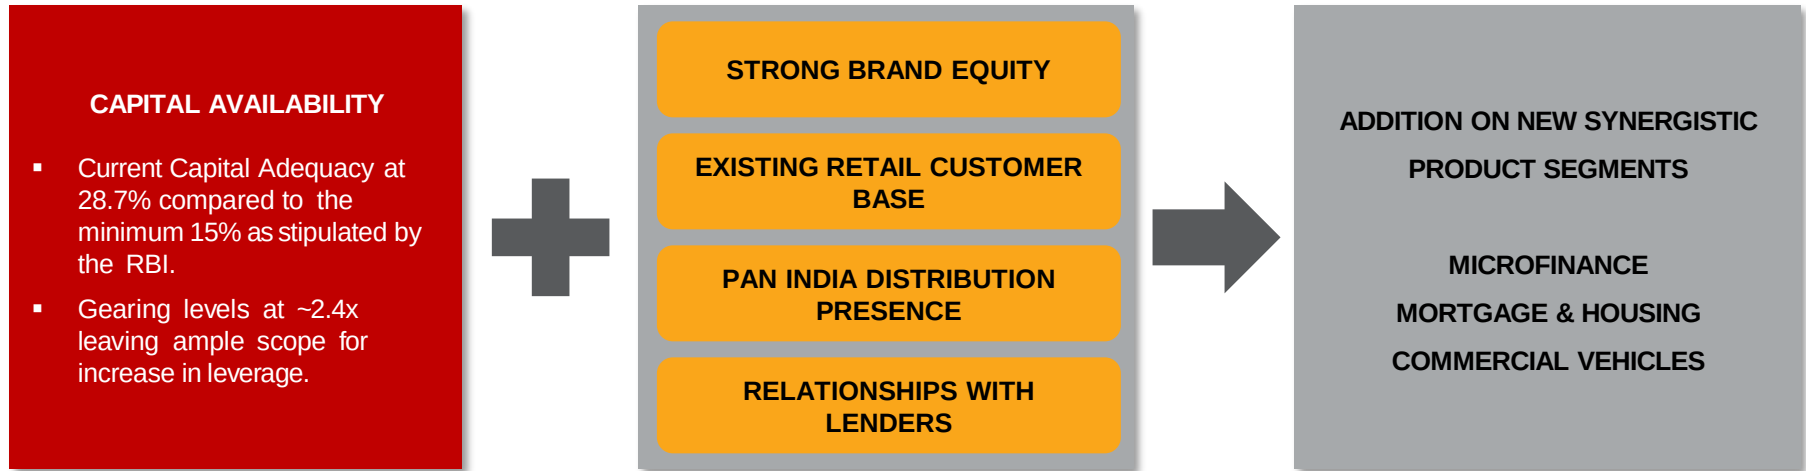 CAPITAL AVAILABILITY
▪ Current Capital Adequacy at
28.7% compared to the
minimum 15% as stipulated by
the RBI.
▪ Gearing levels at ~2.4x
leaving ample scope for
increase in leverage.
STRONG BRAND EQUITY
EXISTING RETAIL CUSTOMER
BASE
PAN INDIA DISTRIBUTION
PRESENCE
RELATIONSHIPS WITH
LENDERS
ADDITION ON NEW SYNERGISTIC
PRODUCT SEGMENTS
MICROFINANCE
MORTGAGE & HOUSING
COMMERCIAL VEHICLES